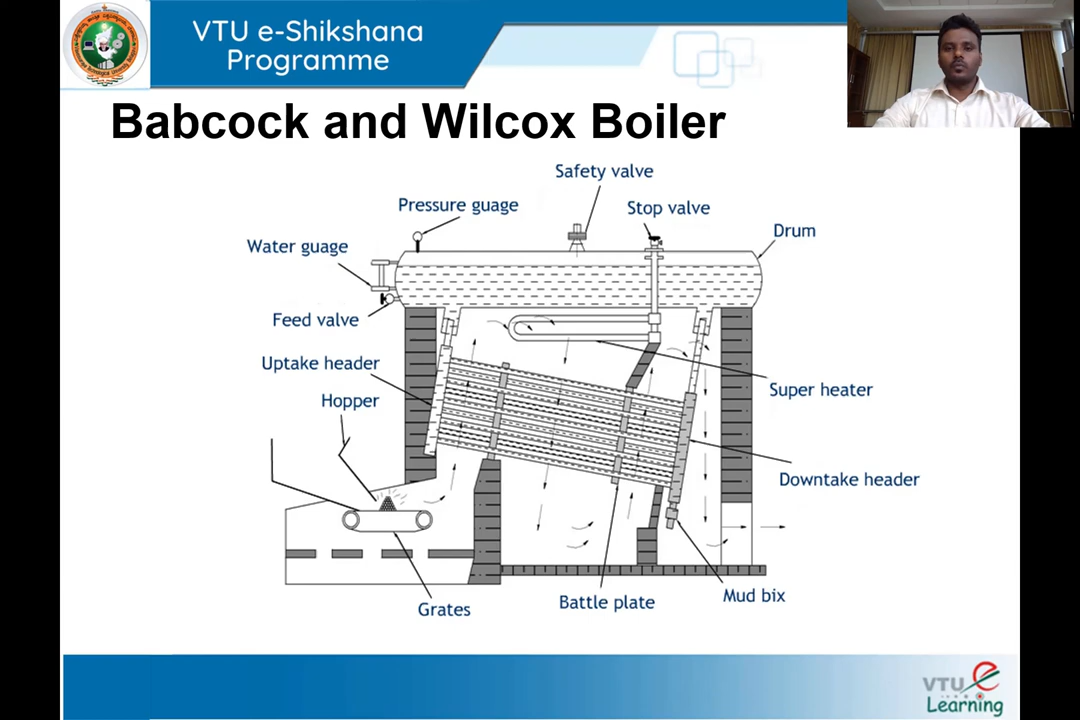 VTU e-Shikshana
Programme
Babcock and Wilcox Boiler
Safety valve
Pressure guage
Stop valve
Drum
Water guage
Feed valve
Uptake header
Super heater
Hopper
Downtake header
Mud bix
Battle plate
Grates
VTU e
Learning